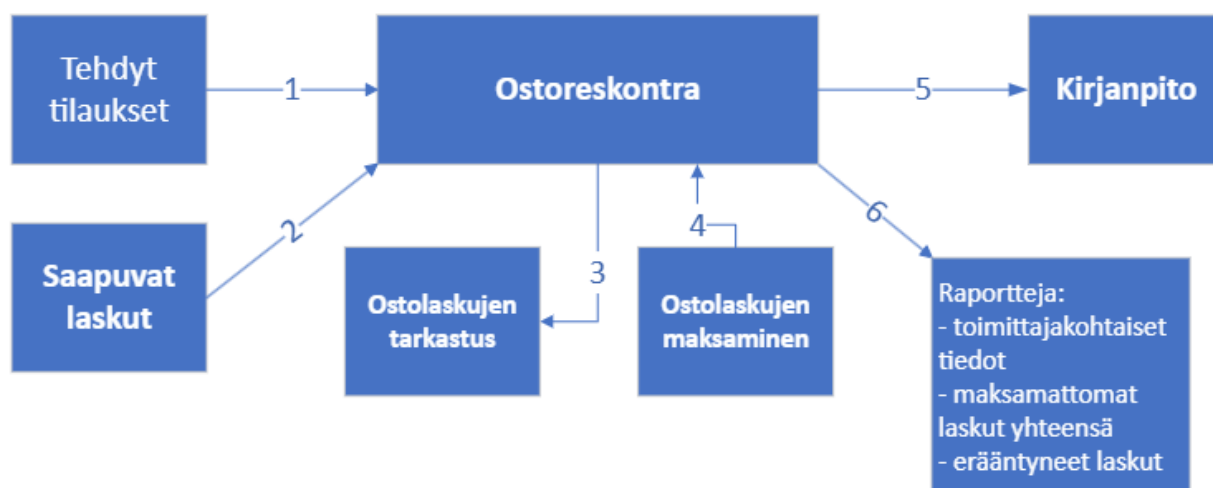 Tehdyt
tilaukset
1
Ostoreskontra
5
Kirjanpito
Saapuvat
laskut
2
3
Ostolaskujen
tarkastus
4
Ostolaskujen
maksaminen
6
Raportteja:
- toimittajakohtaiset
tiedot
- maksamattomat
laskut yhteensä
- erääntyneet laskut